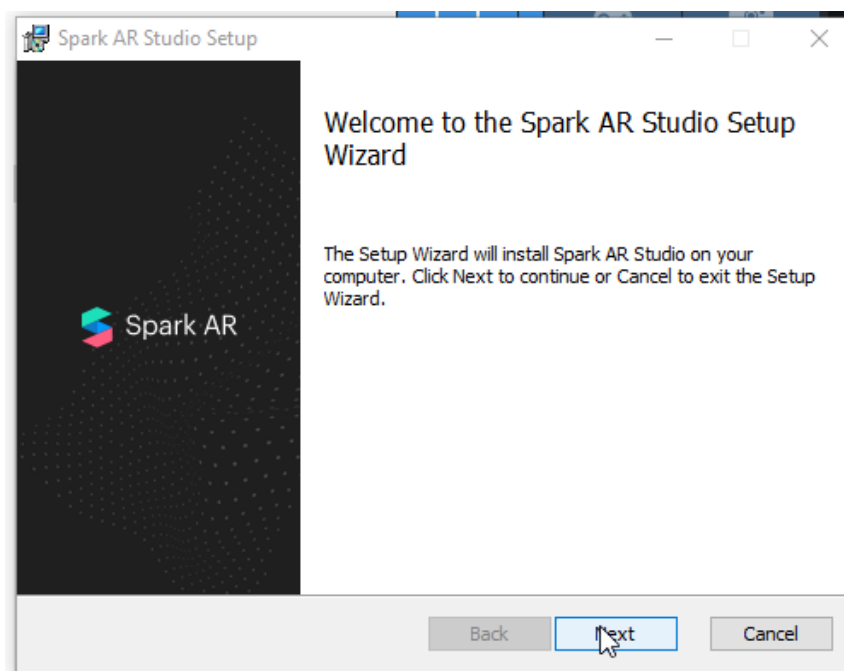 Spark AR Studio Setup
Welcome to the Spark AR Studio Setup
Wizard
The Setup Wizard will install Spark AR Studio on your
computer. Click Next to continue or Cancel to exit the Setup
Wizard.
Spark AR
Back
Next
Cancel